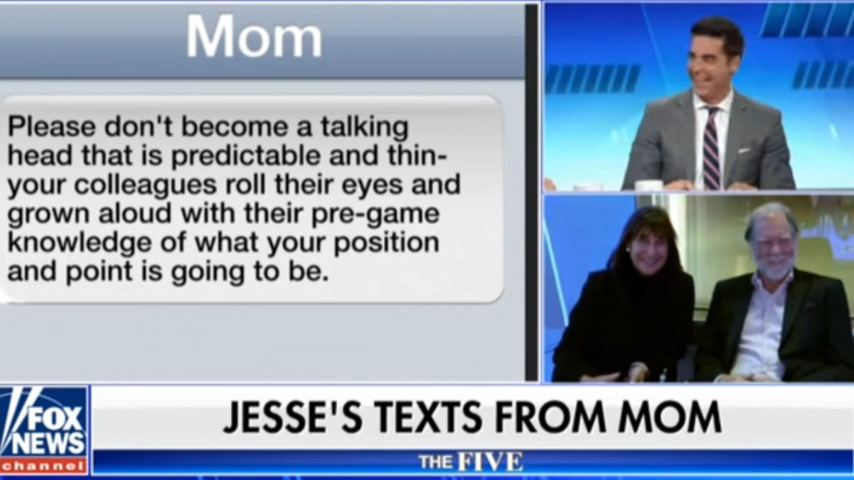 Mom
Please don't become a talking
head that is predictable and thin-
your colleagues roll their eyes and
grown aloud with their pre-game
knowledge of what your position
and point is going to be.
FOX
NEWS
channel
JESSE'S TEXTS FROM MOM
THE FIVE